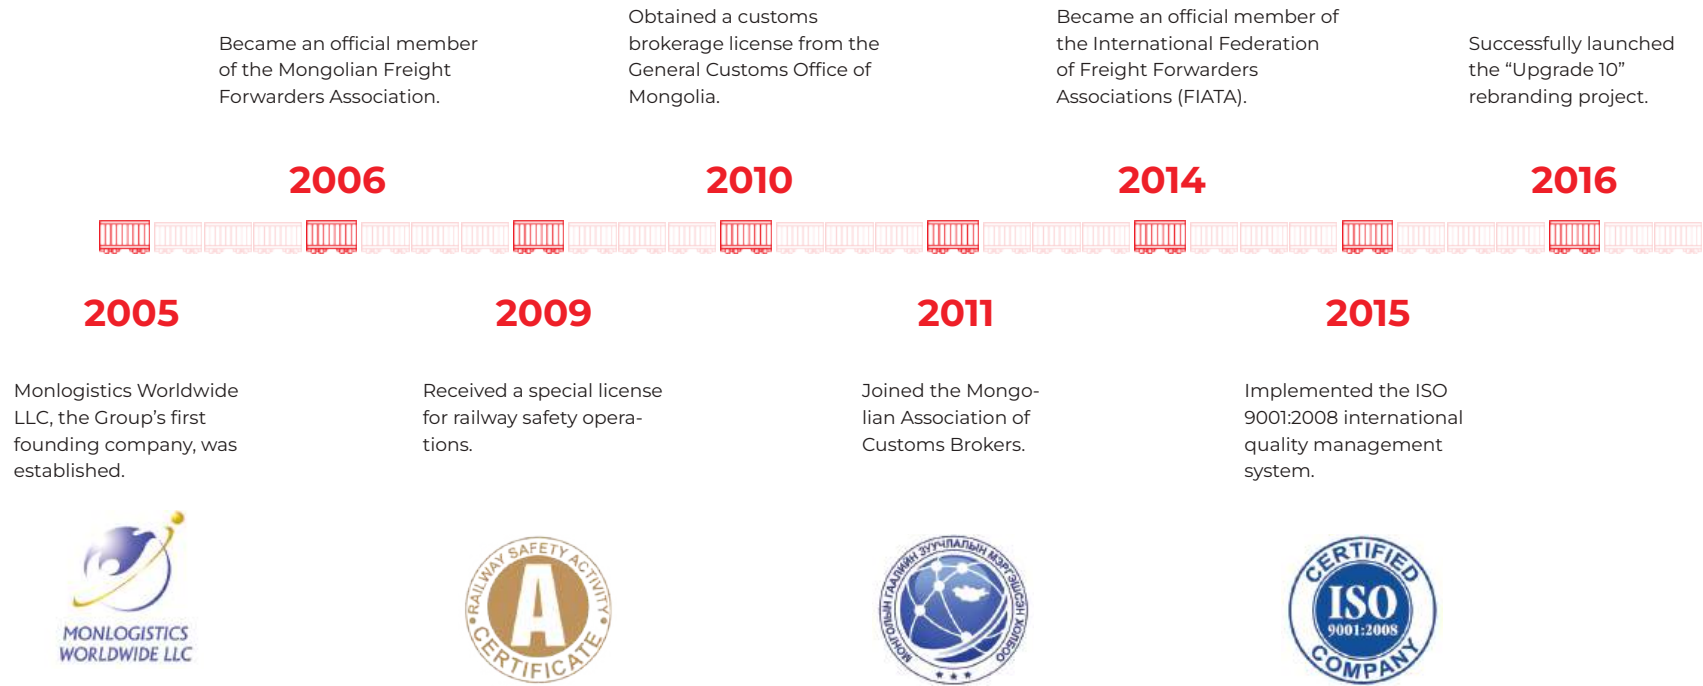 Became an official member
of the Mongolian Freight
Forwarders Association.
Obtained a customs
brokerage license from the
General Customs Office of
Mongolia.
Became an official member of
the International Federation
of Freight Forwarders
Associations (FIATA).
Successfully launched
the “Upgrade 10”
rebranding project.
2006
2010
2014
2016
2005
2009
2011
2015
Monlogistics Worldwide
LLC, the Group’s first
founding company, was
established.
Received a special license
for railway safety opera-
tions.
Joined the Mongo-
lian Association of
Customs Brokers.
Implemented the ISO
9001:2008 international
quality management
system.
MONLOGISTICS
WORLDWIDE LLC
RAILWAY SAFETY ACTIVITY
A
CERTIFICATE
МОНГОЛЫН ГААЛИЙН ЗУУЧЛАЛЫН МЭРГЭШСЭН ХОЛБОО
CERTIFIED
ISO
9001:2008
COMPANY